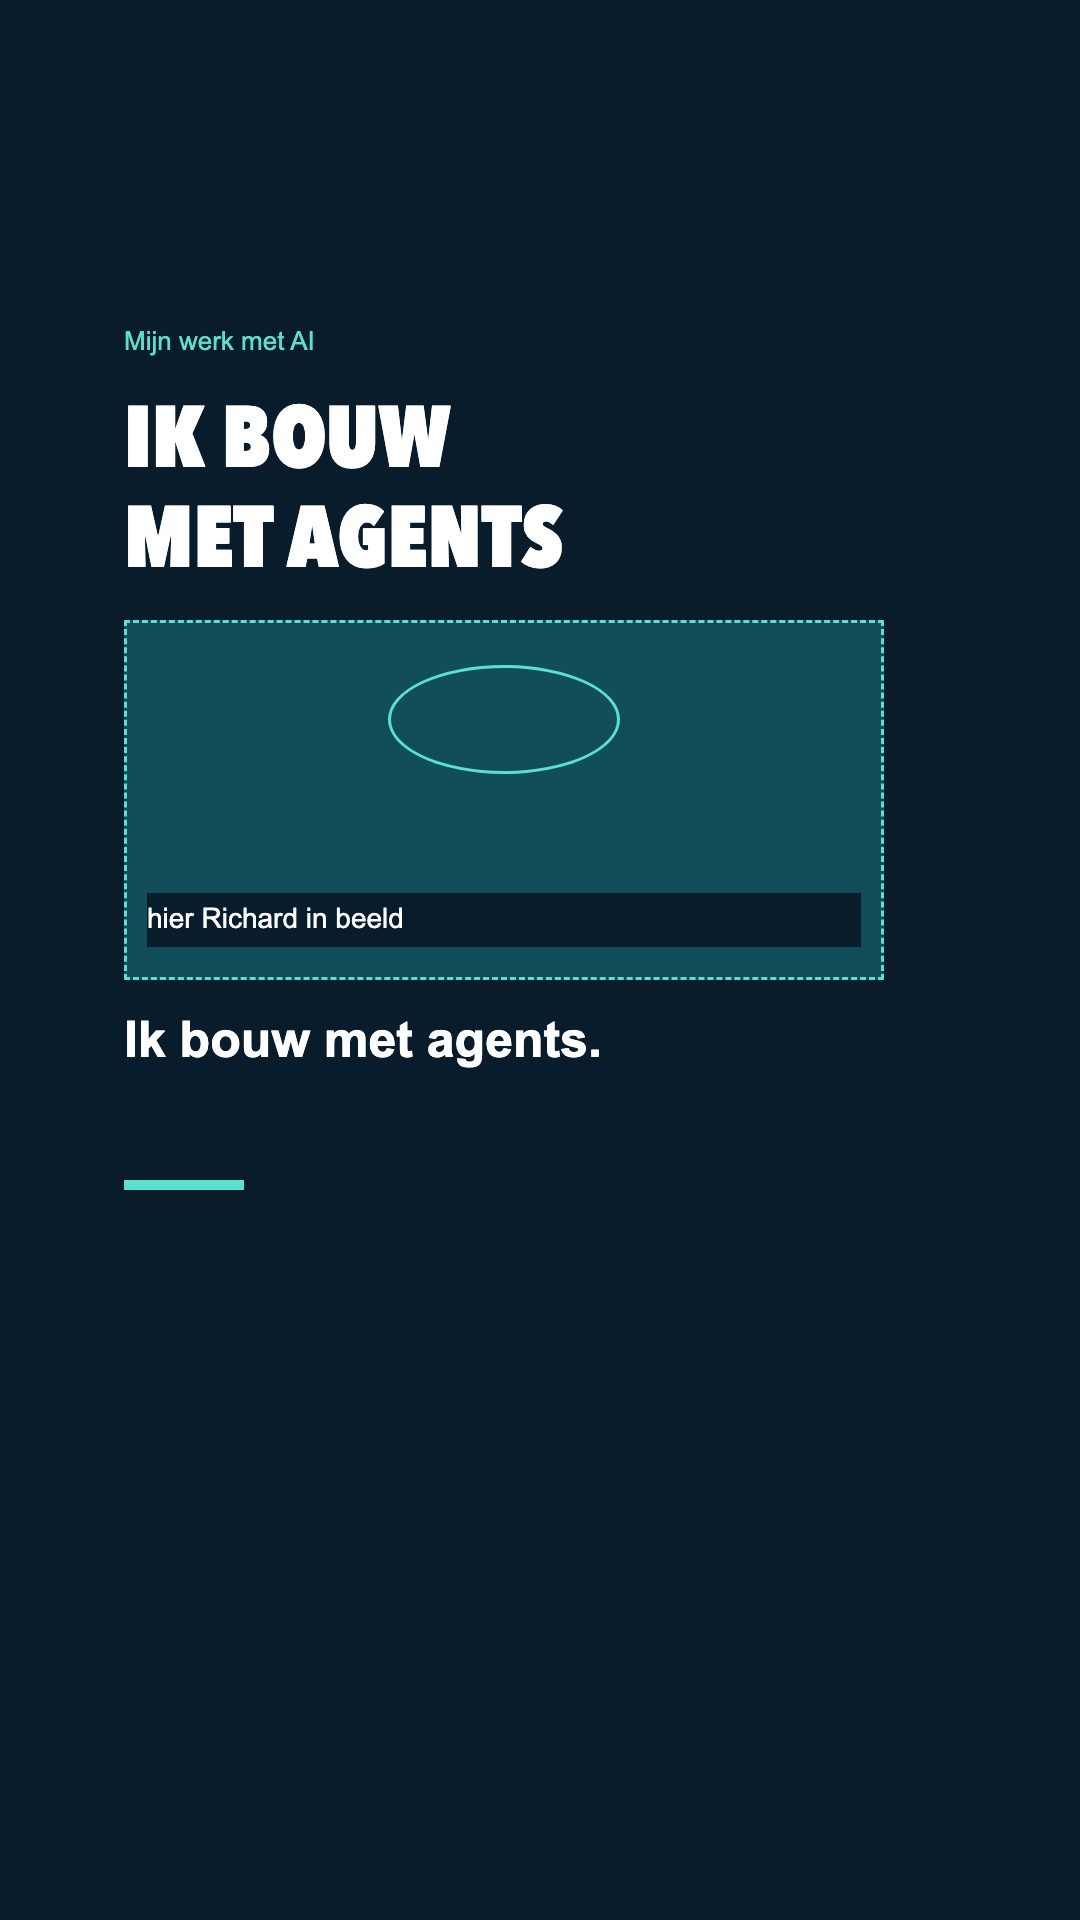 Mijn werk met AI
IK BOUW
MET AGENTS
hier Richard in beeld
Ik bouw met agents.